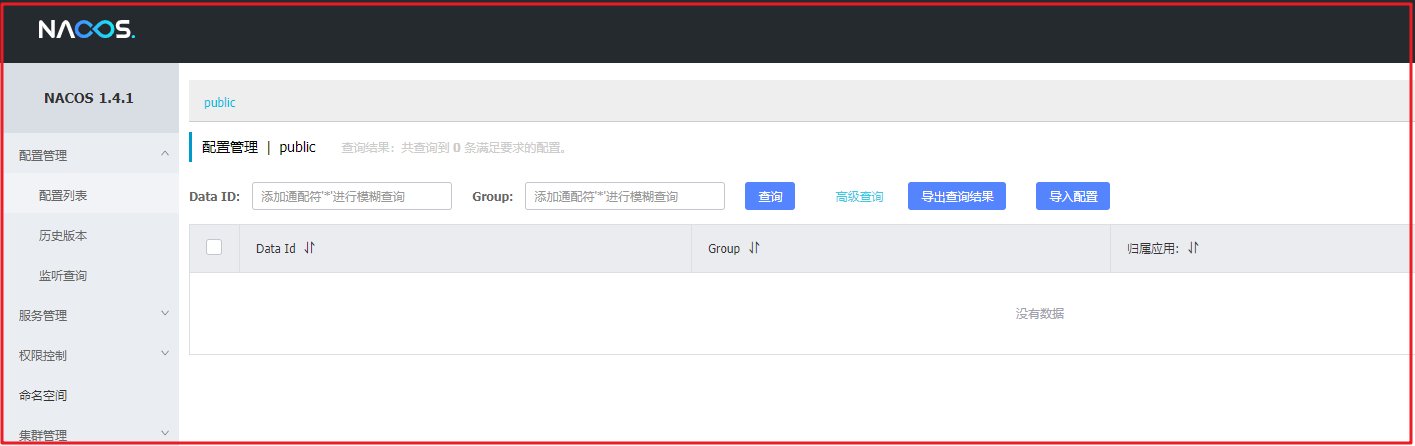 NACOS.
NACOS 1.4.1
配置管理
配置列表
历史版本
监听查询
服务管理
权限控制
命名空间
集群管理
public
配置管理 | public 查询结果：共查询到 0 条满足要求的配置。
Data ID: 添加通配符'*'进行模糊查询 Group: 添加通配符'*'进行模糊查询 查询 高级查询 导出查询结果 导入配置
Data Id Group 归属应用:
没有数据